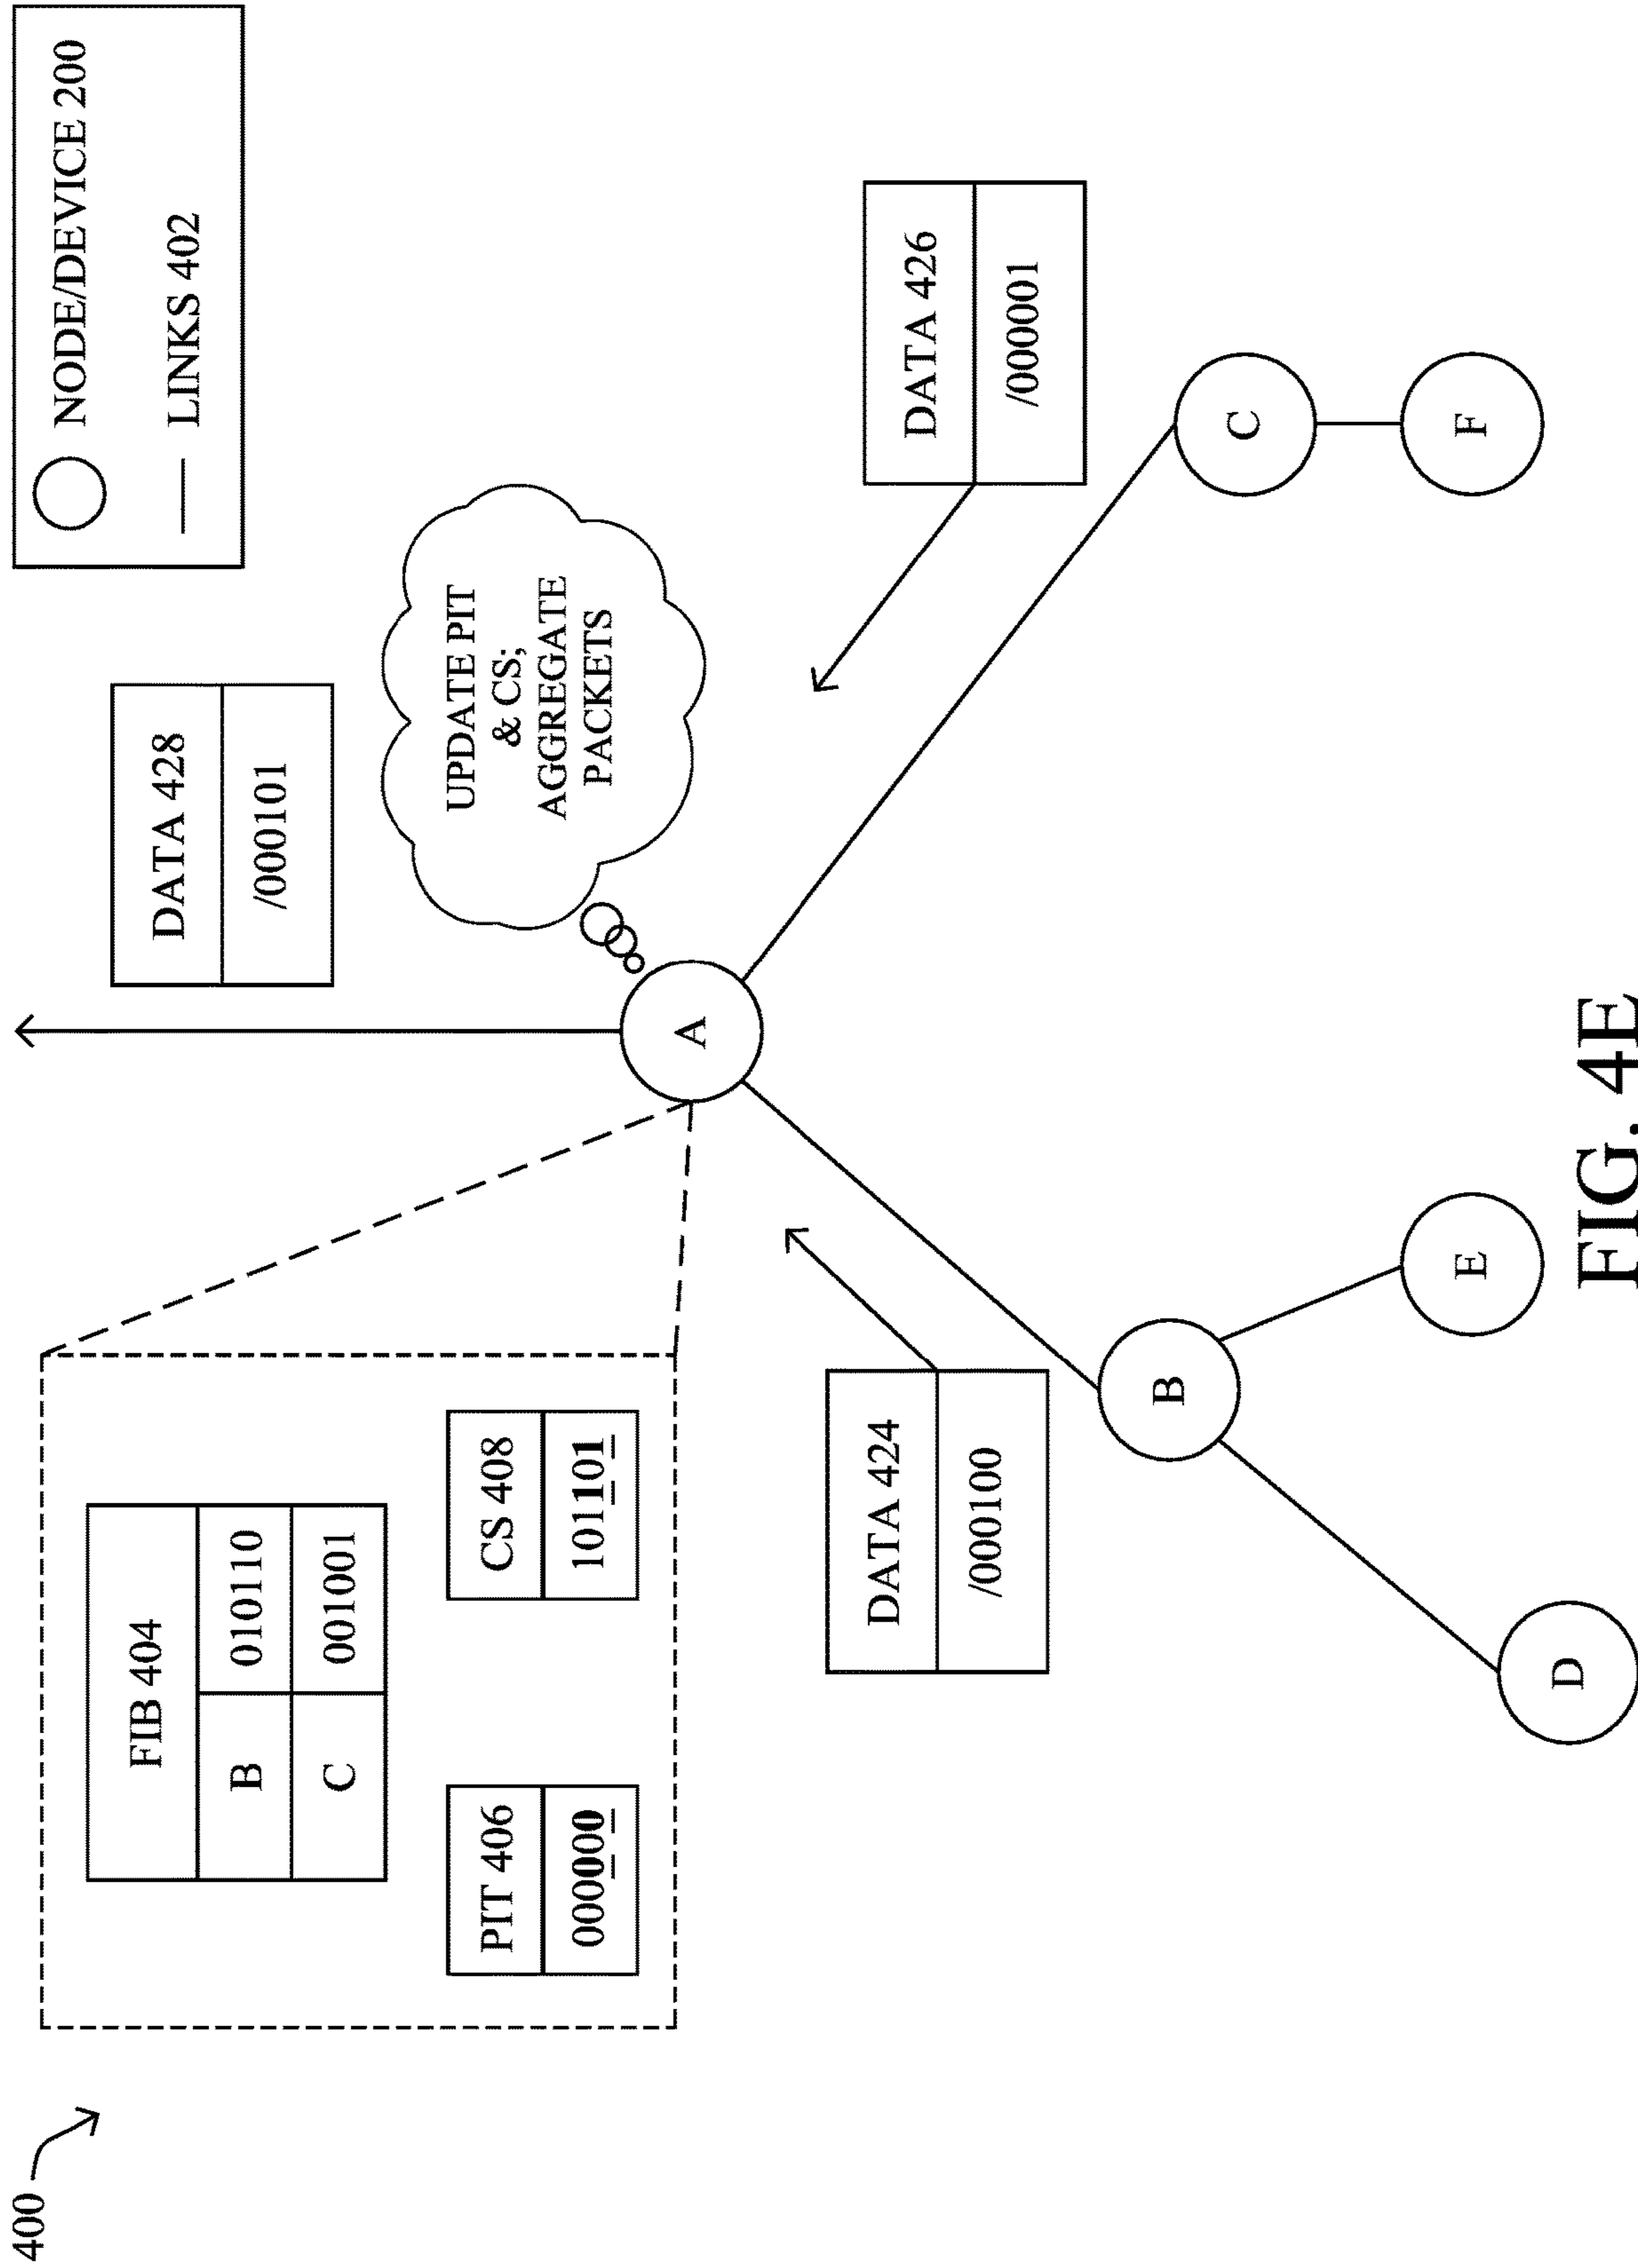 400
NODE/DEVICE 200
LINKS 402
FIB 404
B 010110
C 001001
PIT 406
000000
CS 408
101101
DATA 428
/000101
UPDATE PIT
& CS;
AGGREGATE
PACKETS
A
DATA 424
/000100
DATA 426
/000001
B
C
D
E
F
FIG. 4E